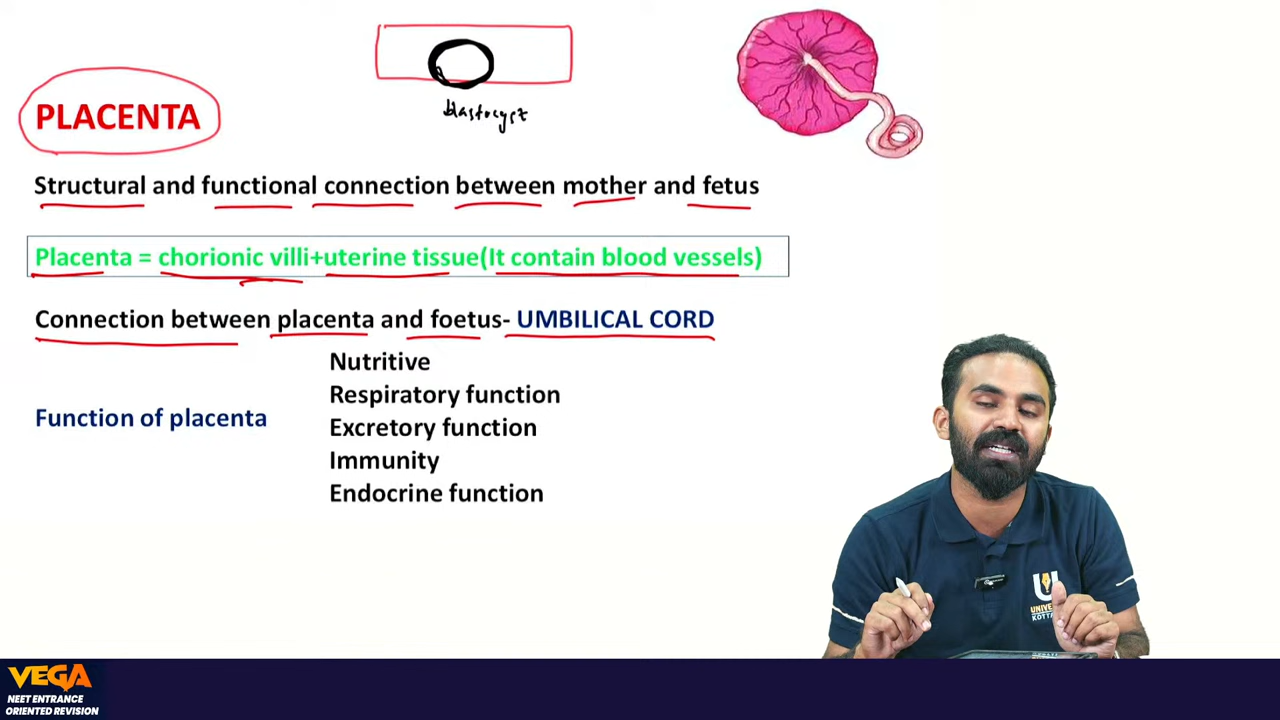 blastocyst
PLACENTA
Structural and functional connection between mother and fetus
Placenta = chorionic villi+uterine tissue(It contain blood vessels)
Connection between placenta and foetus- UMBILICAL CORD
Nutritive
Respiratory function
Function of placenta
Excretory function
Immunity
Endocrine function
U
VEGA
NEET ENTRANCE
ORIENTED REVISION